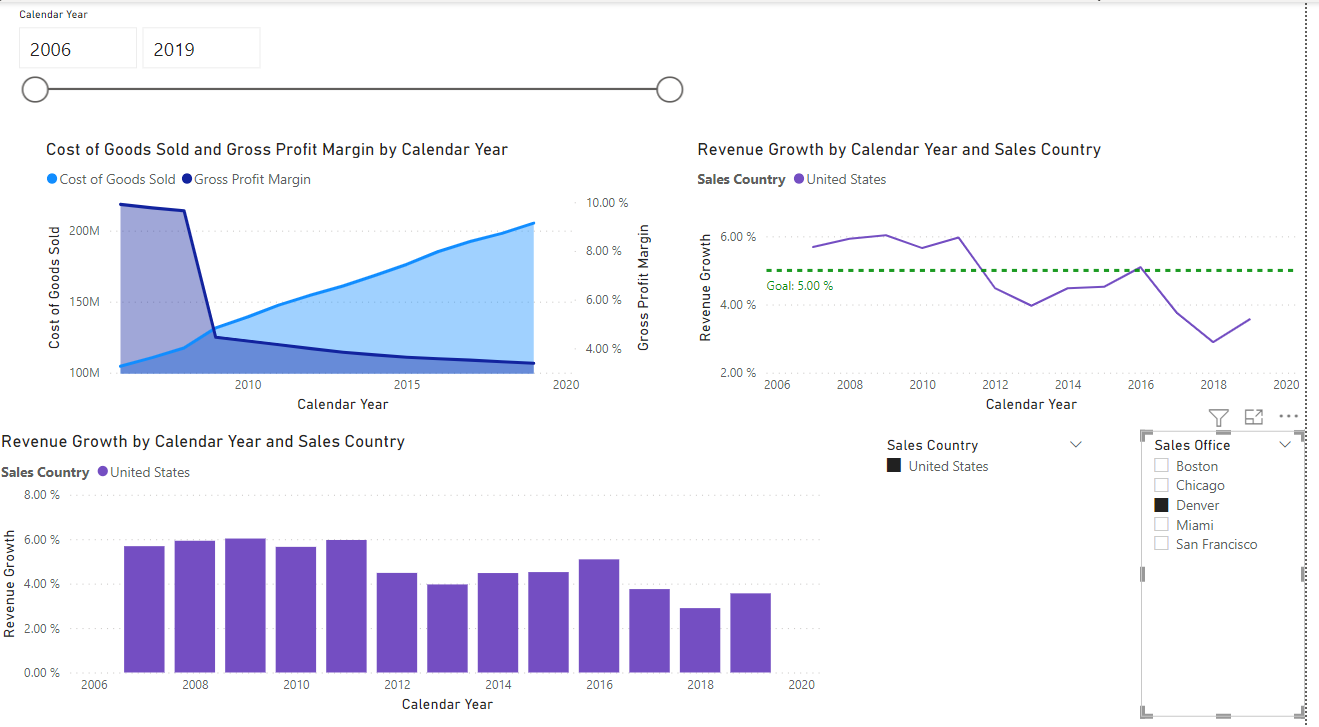 Calendar Year
2006 2019
Cost of Goods Sold and Gross Profit Margin by Calendar Year
Cost of Goods Sold Gross Profit Margin
Cost of Goods Sold
200M
150M
100M
10.00 %
8.00 %
6.00 %
4.00 %
Gross Profit Margin
2010 2015 2020
Calendar Year
Revenue Growth by Calendar Year and Sales Country
Sales Country United States
Revenue Growth
6.00 %
4.00 %
2.00 %
Goal: 5.00 %
2006 2008 2010 2012 2014 2016 2018 2020
Calendar Year
Revenue Growth by Calendar Year and Sales Country
Sales Country United States
Revenue Growth
8.00 %
6.00 %
4.00 %
2.00 %
0.00 %
2006 2008 2010 2012 2014 2016 2018 2020
Calendar Year
Sales Country
United States
Sales Office
Boston
Chicago
Denver
Miami
San Francisco